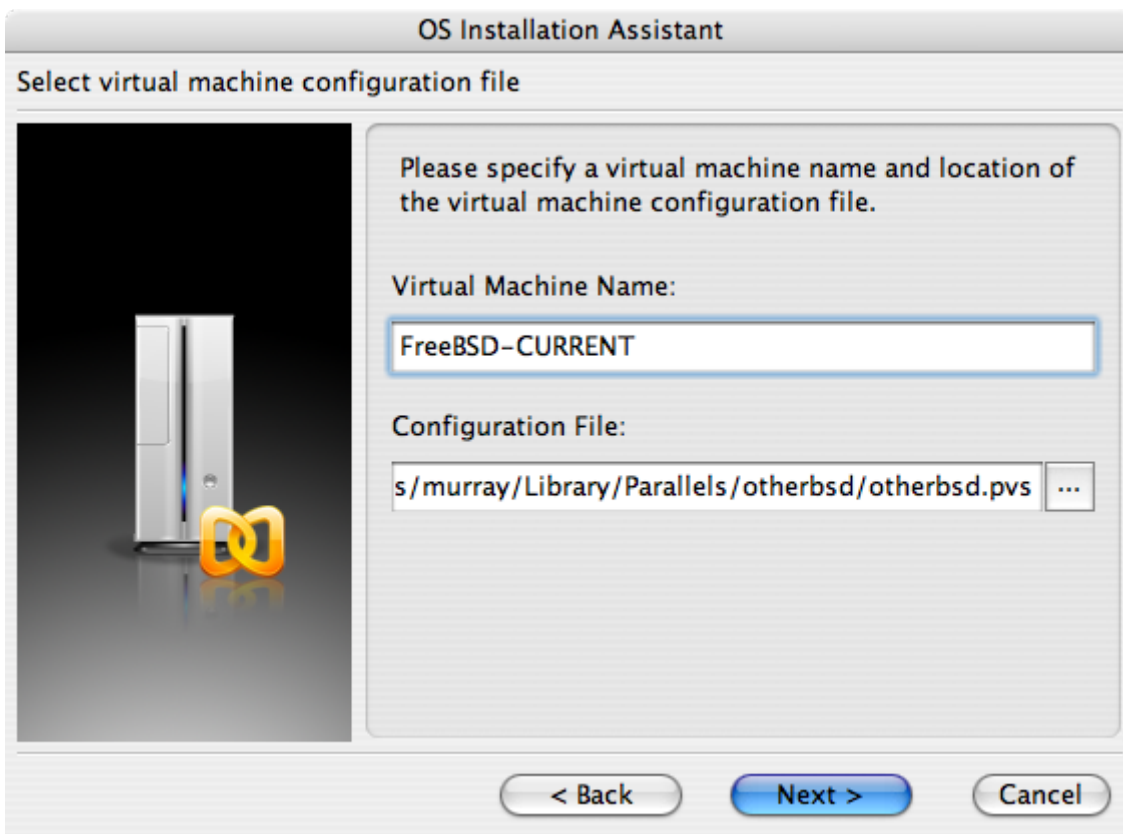 OS Installation Assistant
Select virtual machine configuration file
Please specify a virtual machine name and location of
the virtual machine configuration file.
Virtual Machine Name:
FreeBSD-CURRENT
Configuration File:
s/murray/Library/Parallels/otherbsd/otherbsd.pvs ...
< Back Next > Cancel